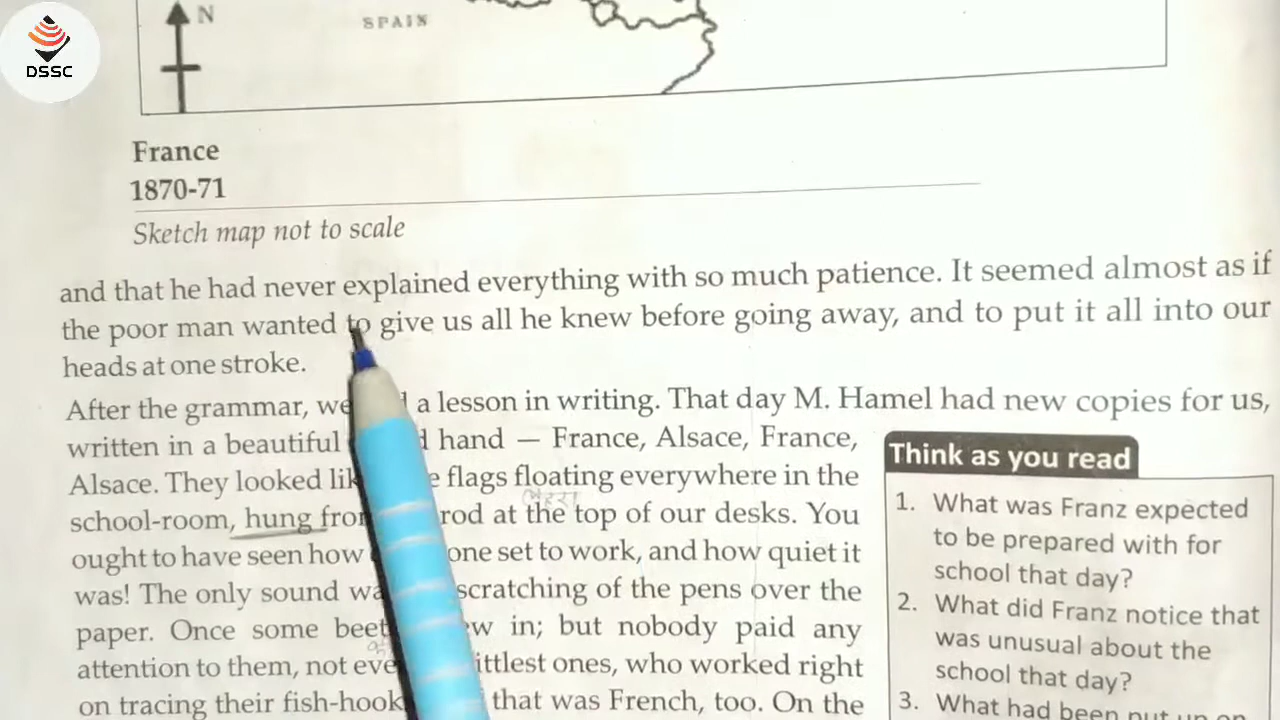 DSSC
N
SPAIN
France
1870-71
Sketch map not to scale
and that he had never explained everything with so much patience. It seemed almost as if
the poor man wanted to give us all he knew before going away, and to put it all into our
heads at one stroke.
After the grammar, we a lesson in writing. That day M. Hamel had new copies for us,
written in a beautiful hand — France, Alsace, France,
Alsace. They looked flags floating everywhere in the
school-room, hung rod at the top of our desks. You
ought to have seen how one set to work, and how quiet it
was! The only sound scratching of the pens over the
paper. Once some in; but nobody paid any
attention to them, not ones, who worked right
on tracing their that was French, too. On the
Think as you read
1. What was Franz expected
to be prepared with for
school that day?
2. What did Franz notice that
was unusual about the
school that day?
3. What had been put up on